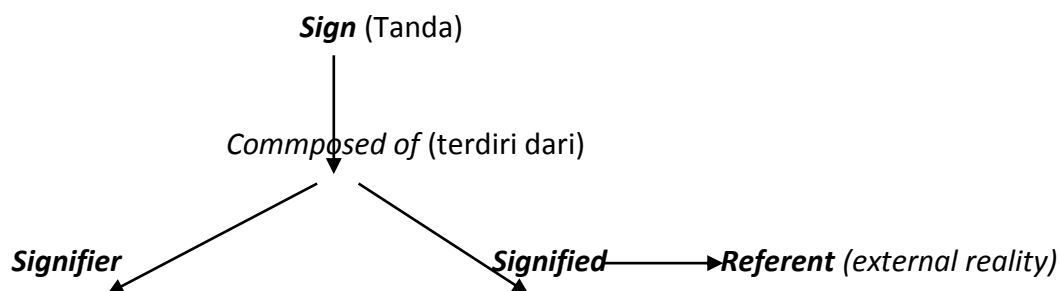 Sign (Tanda)
Commposed of (terdiri dari)
Signifier Signified Referent (external reality)